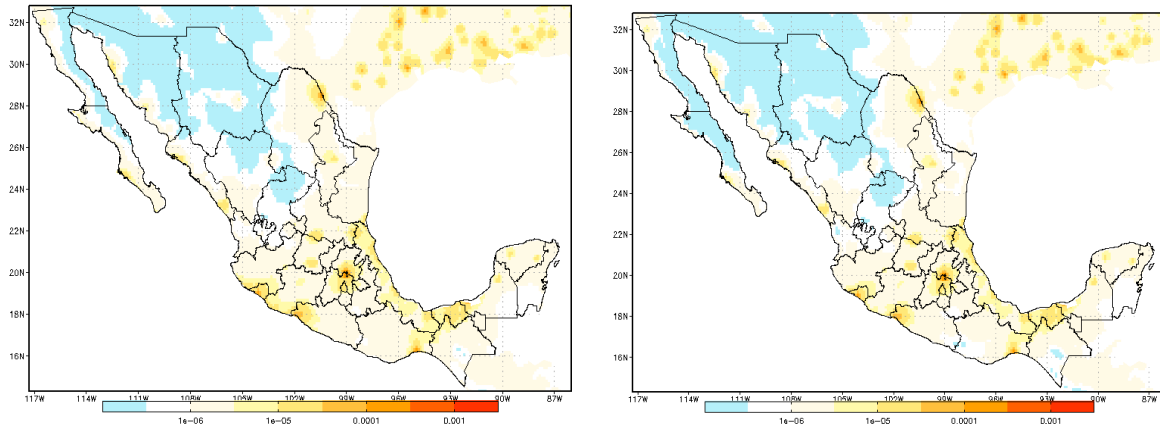 32N
30N
28N
26N
24N
22N
20N
18N
16N
117W 114W 111W 108W 105W 102W 99W 96W 93W 90W 87W
1e-06 1e-05 0.0001 0.001
32N
30N
28N
26N
24N
22N
20N
18N
16N
117W 114W 111W 108W 105W 102W 99W 96W 93W 90W 87W
1e-06 1e-05 0.0001 0.001